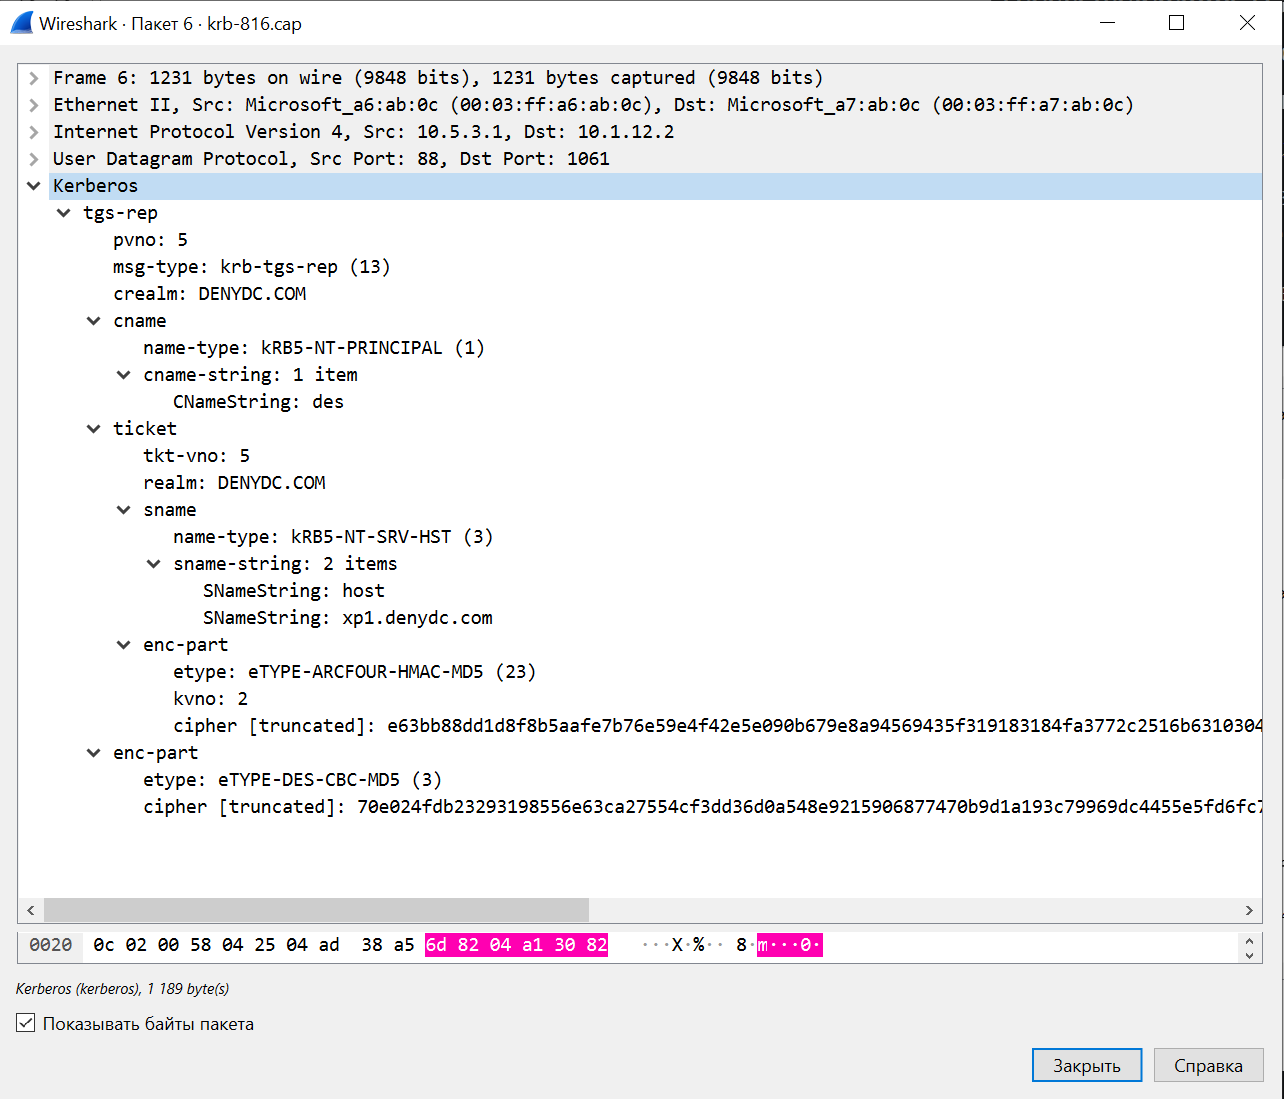 Wireshark · Пакет 6 · krb-816.cap
Frame 6: 1231 bytes on wire (9848 bits), 1231 bytes captured (9848 bits)
Ethernet II, Src: Microsoft_a6:ab:0c (00:03:ff:a6:ab:0c), Dst: Microsoft_a7:ab:0c (00:03:ff:a7:ab:0c)
Internet Protocol Version 4, Src: 10.5.3.1, Dst: 10.1.12.2
User Datagram Protocol, Src Port: 88, Dst Port: 1061
Kerberos
tgs-rep
pvno: 5
msg-type: krb-tgs-rep (13)
crealm: DENYDC.COM
cname
name-type: kRB5-NT-PRINCIPAL (1)
cname-string: 1 item
CNameString: des
ticket
tkt-vno: 5
realm: DENYDC.COM
sname
name-type: kRB5-NT-SRV-HST (3)
sname-string: 2 items
SNameString: host
SNameString: xp1.denydc.com
enc-part
etype: eTYPE-ARCFOUR-HMAC-MD5 (23)
kvno: 2
cipher [truncated]: e63bb88dd1d8f8b5aafe7b76e59e4f42e5e090b679e8a94569435f319183184fa3772c2516b6310304
enc-part
etype: eTYPE-DES-CBC-MD5 (3)
cipher [truncated]: 70e024fdb23293198556e63ca27554cf3dd36d0a548e9215906877470b9d1a193c79969dc4455e5fd6fc7
0020 0c 02 00 58 04 25 04 ad 38 a5 6d 82 04 a1 30 82 ···X·%·· 8·m···0·
Kerberos (kerberos), 1 189 byte(s)
Показывать байты пакета
Закрыть Справка